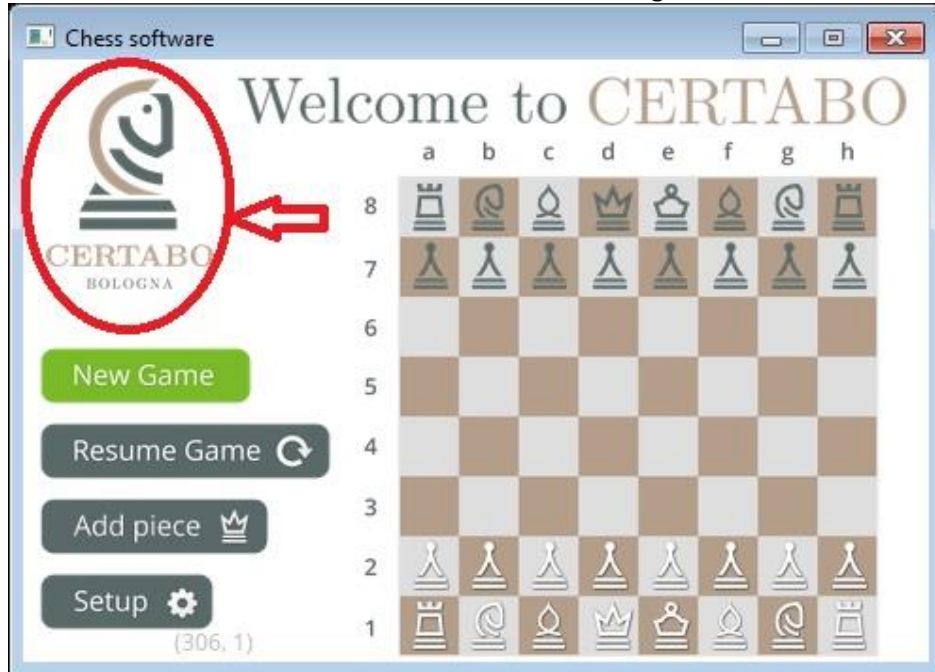 Chess software
Welcome to CERTABO
CERTABO
BOLOGNA
a b c d e f g h
8
7
6
5
4
3
2
1
New Game
Resume Game
Add piece
Setup
(306, 1)